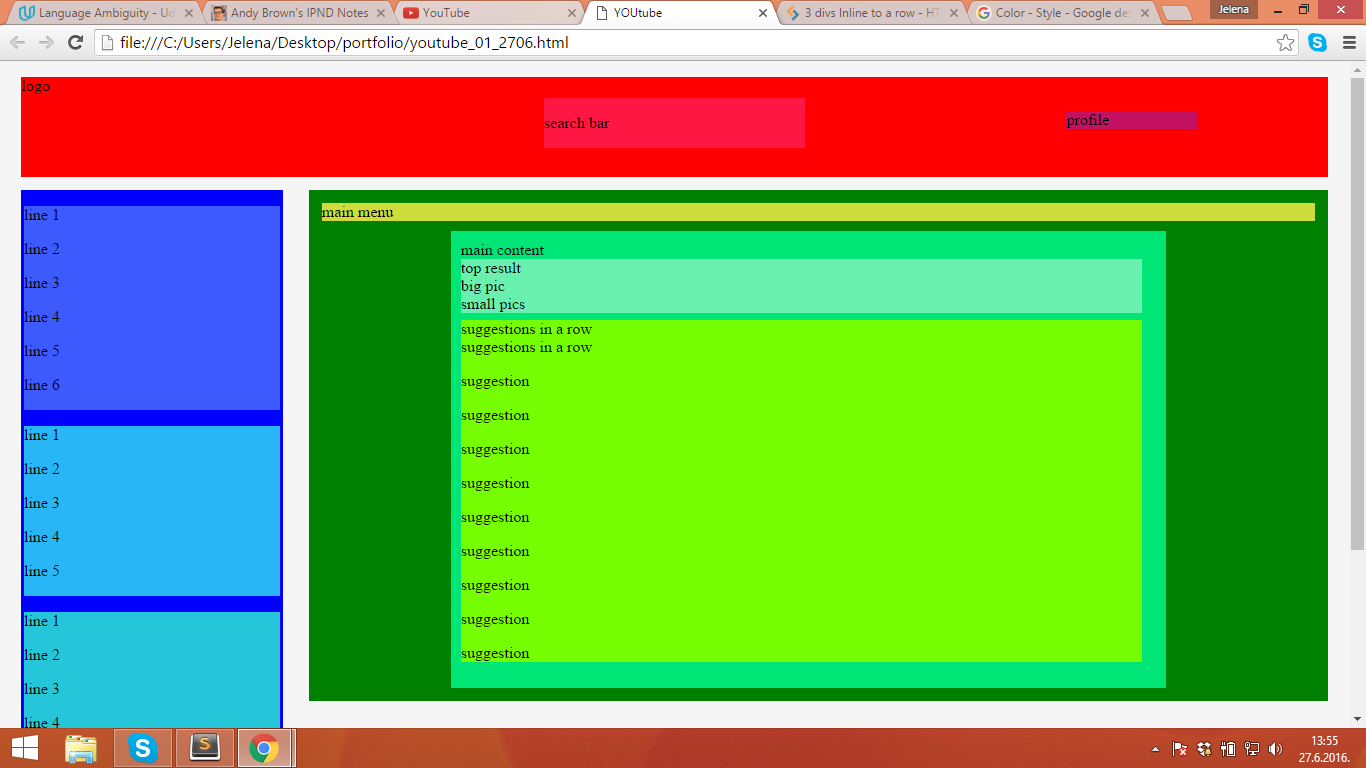 Language Ambiguity - Ud
Andy Brown's IPND Notes
YouTube
YOUtube
3 divs Inline to a row - HT
Color - Style - Google des
Jelena
file:///C:/Users/Jelena/Desktop/portfolio/youtube_01_2706.html
logo
search bar
profile
line 1
line 2
line 3
line 4
line 5
line 6
line 1
line 2
line 3
line 4
line 5
line 1
line 2
line 3
line 4
main menu
main content
top result
big pic
small pics
suggestions in a row
suggestions in a row
suggestion
suggestion
suggestion
suggestion
suggestion
suggestion
suggestion
suggestion
suggestion
13:55
27.6.2016.